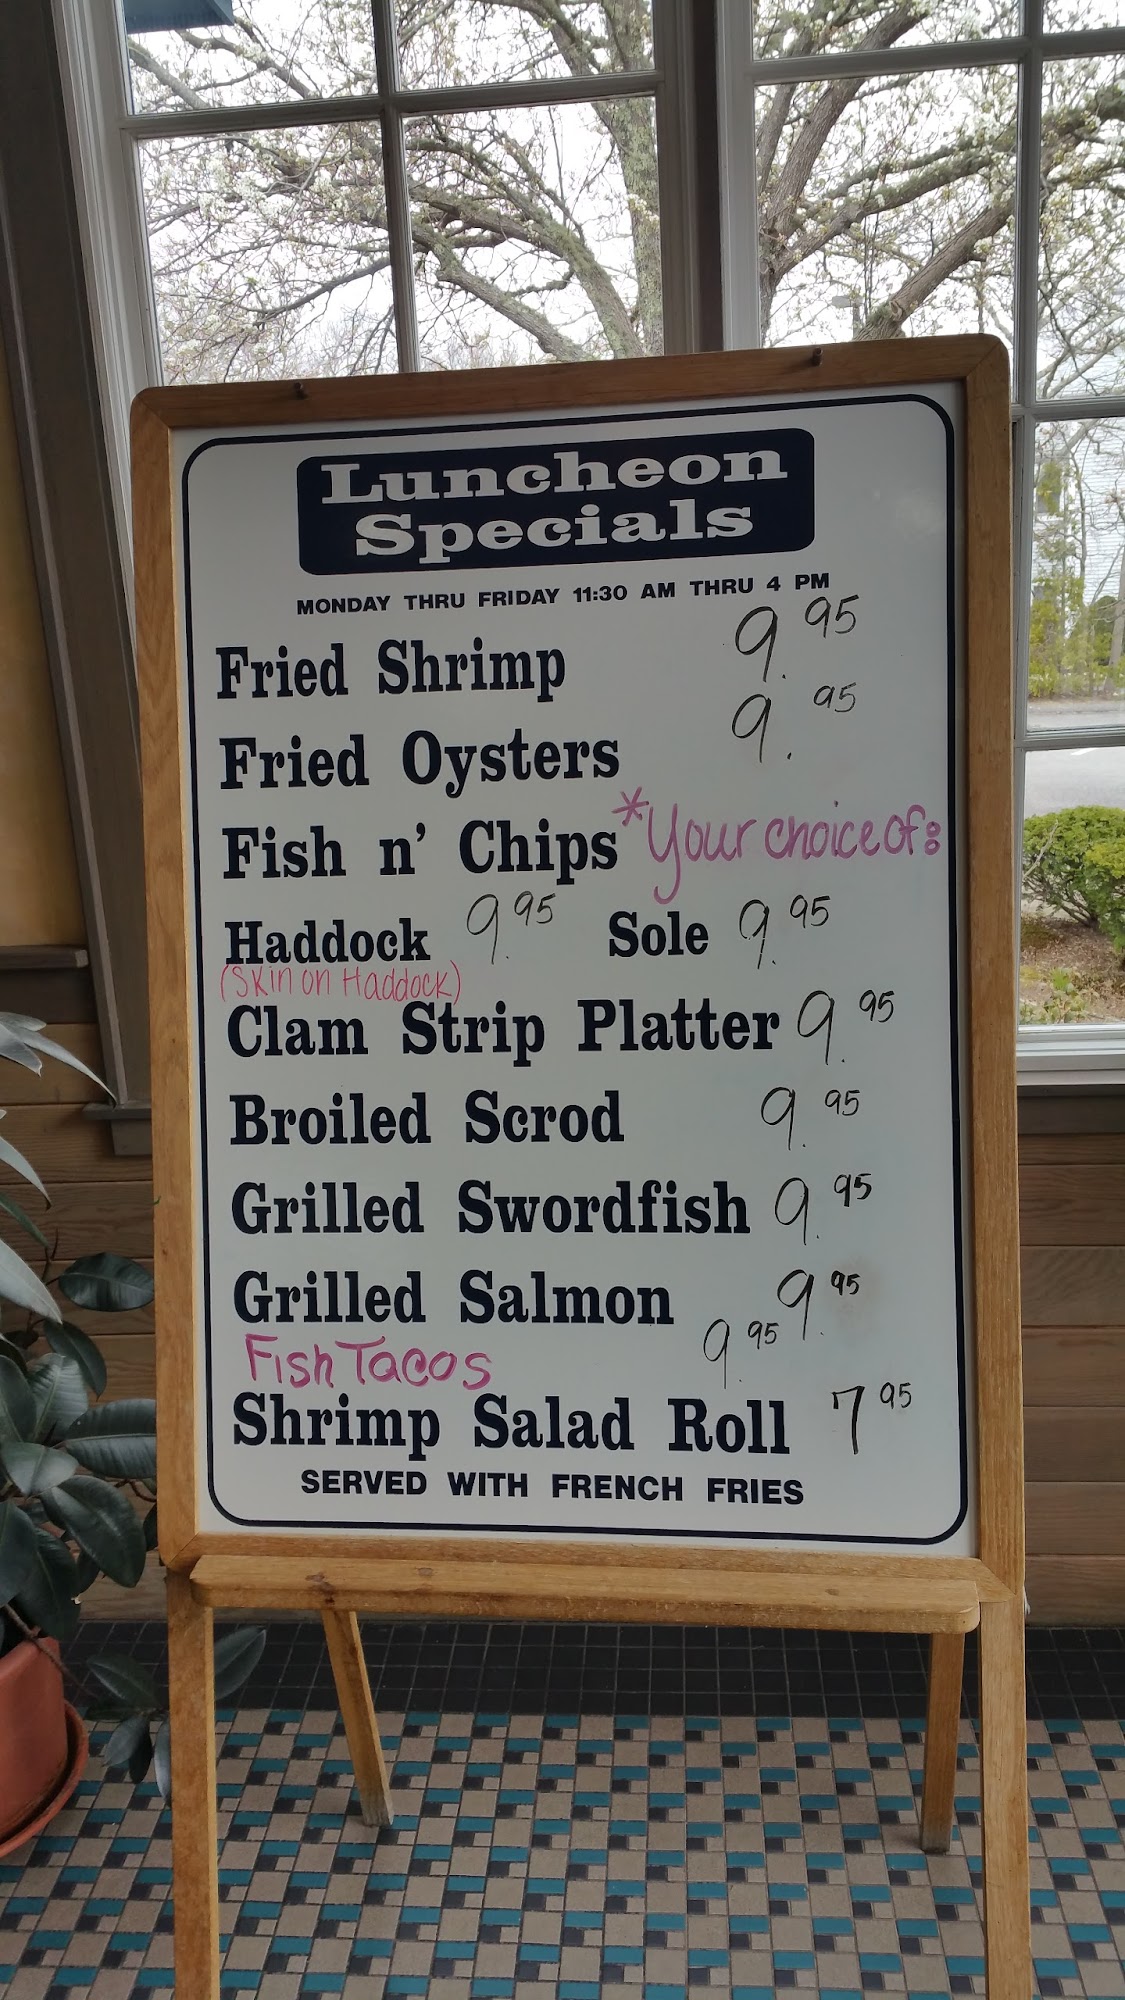 Luncheon
Specials
MONDAY THRU FRIDAY 11:30 AM THRU 4 PM
Fried Shrimp 9.95
Fried Oysters 9.95
Fish n' Chips *Your choice of:
Haddock 9.95 Sole 9.95
(Skin on Haddock)
Clam Strip Platter 9.95
Broiled Scrod 9.95
Grilled Swordfish 9.95
Grilled Salmon 9.95
Fish Tacos 9.95
Shrimp Salad Roll 7 95
SERVED WITH FRENCH FRIES